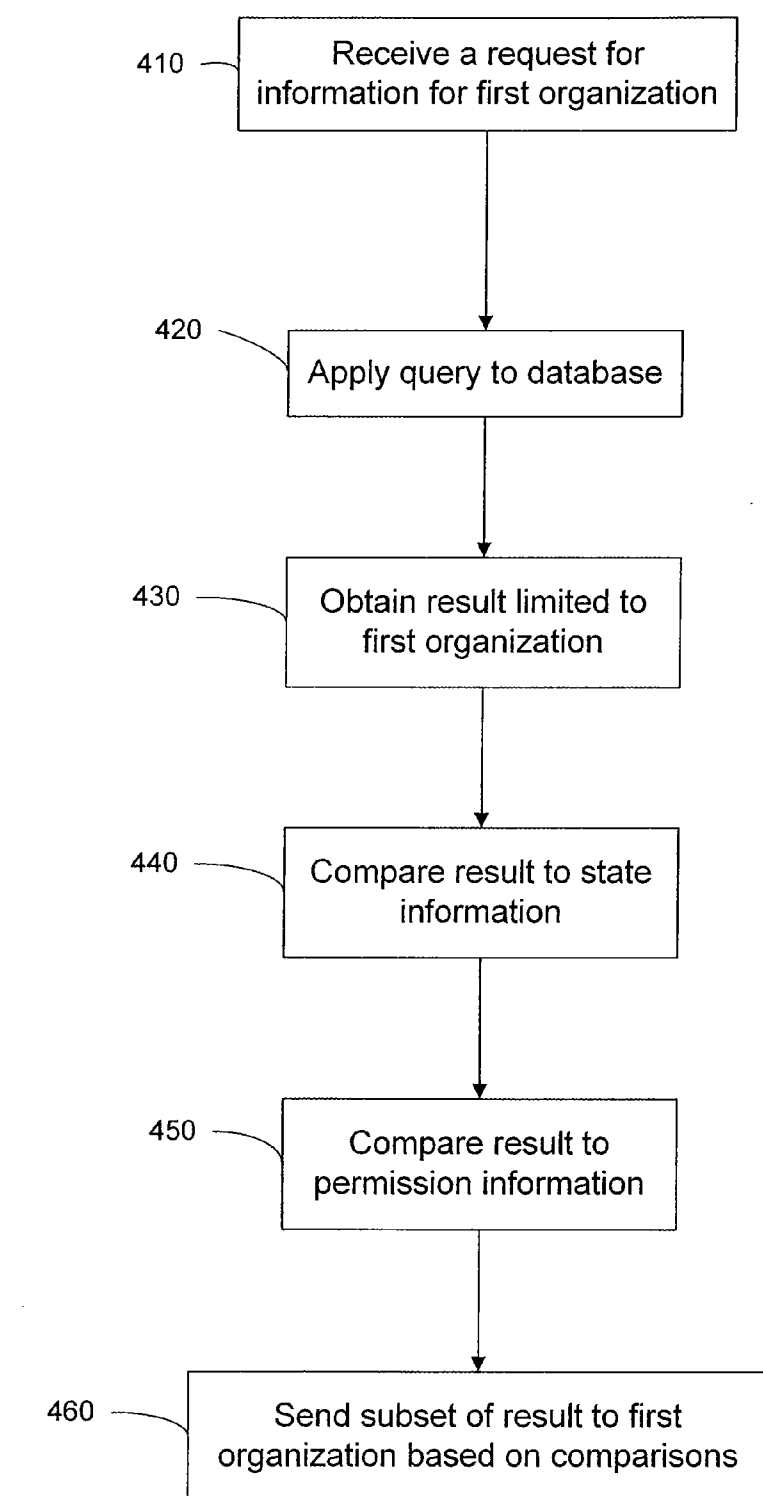 410
Receive a request for
information for first organization
420
Apply query to database
430
Obtain result limited to
first organization
440
Compare result to state
information
450
Compare result to
permission information
460
Send subset of result to first
organization based on comparisons